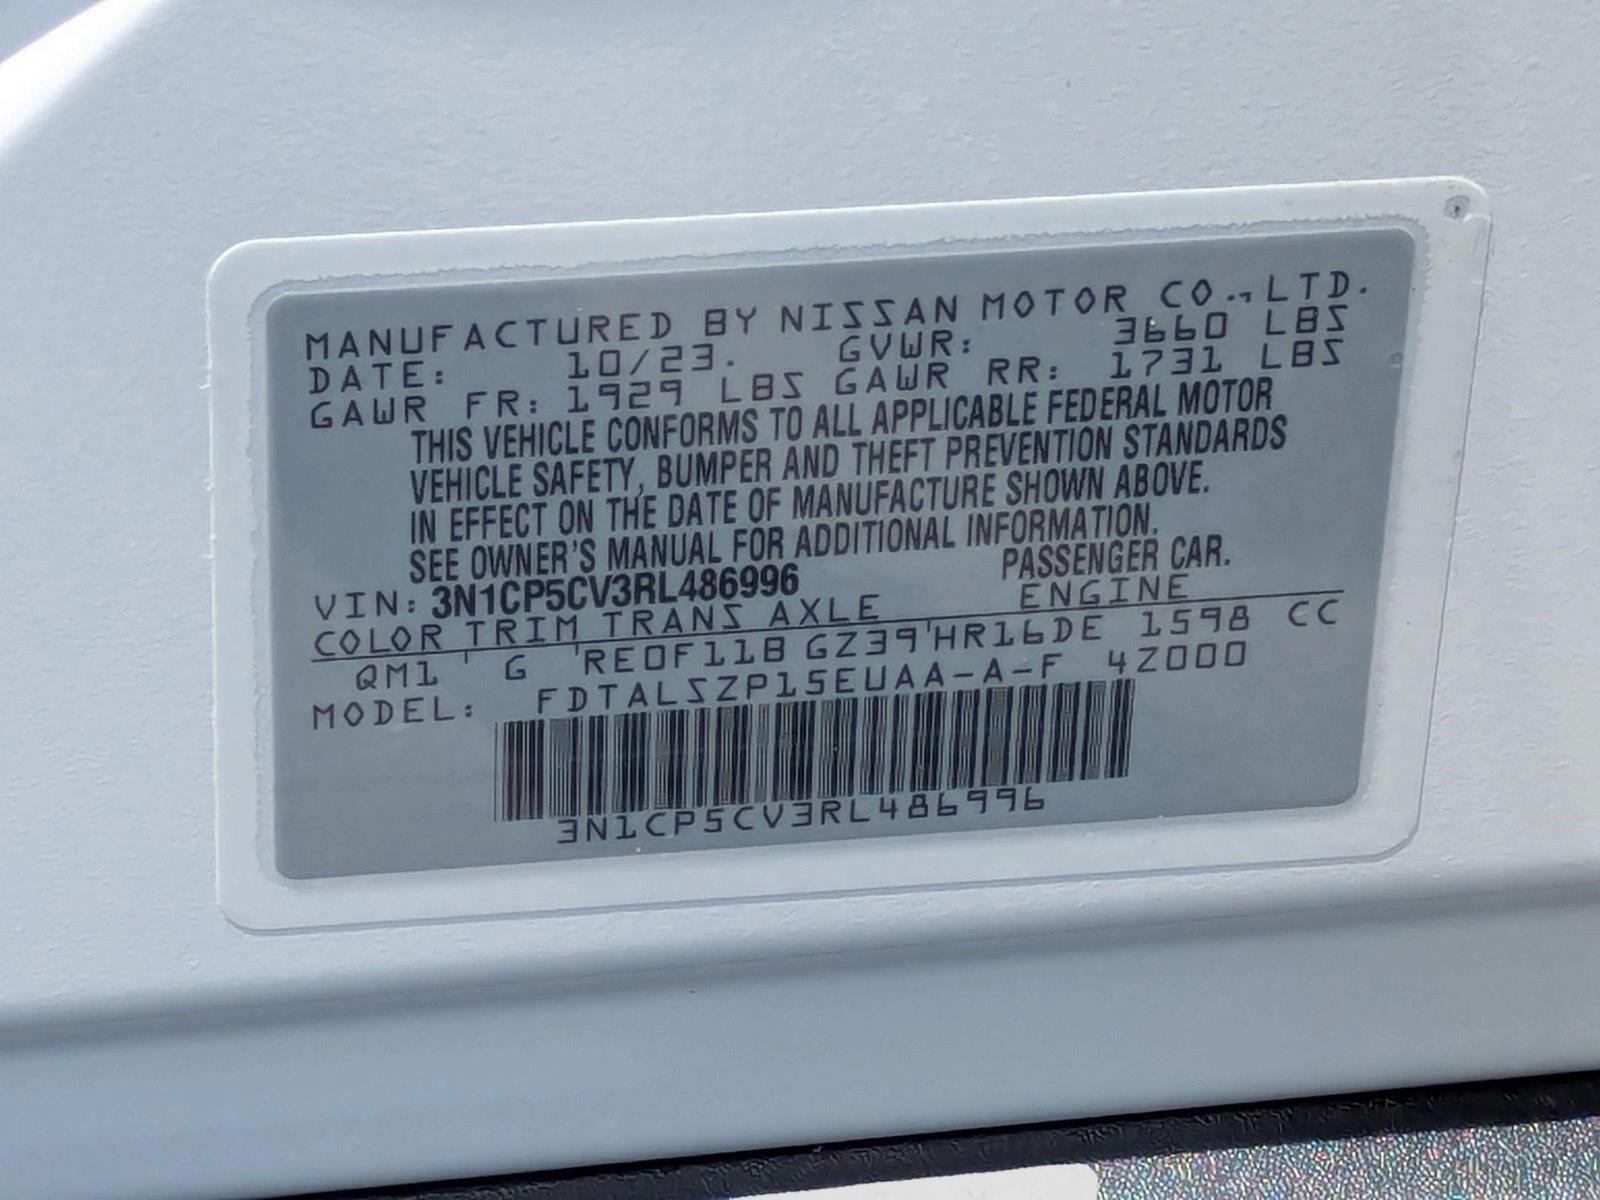 MANUFACTURED BY NISSAN MOTOR CO.,LTD.
DATE: 10/23. GVWR: 3660 LBS
GAWR FR: 1929 LBS GAWR RR: 1731 LBS
THIS VEHICLE CONFORMS TO ALL APPLICABLE FEDERAL MOTOR
VEHICLE SAFETY, BUMPER AND THEFT PREVENTION STANDARDS
IN EFFECT ON THE DATE OF MANUFACTURE SHOWN ABOVE.
SEE OWNER'S MANUAL FOR ADDITIONAL INFORMATION.
VIN: 3N1CP5CV3RL486996 PASSENGER CAR.
COLOR TRIM TRANS AXLE ENGINE
QM1 G RE0F11B GZ39 HR16DE 1598 CC
MODEL: FDTALSZP15EUAA-A-F 4Z000
3N1CP5CV3RL486996